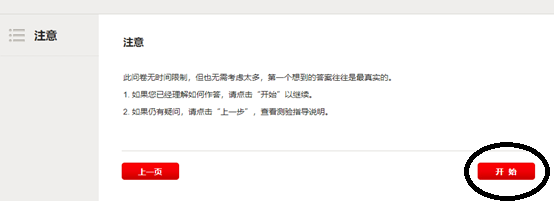 注意
注意
此问卷无时间限制，但也无需考虑太多，第一个想到的答案往往是最真实的。
1. 如果您已经理解如何作答，请点击“开始”以继续。
2. 如果仍有疑问，请点击“上一步”，查看测验指导说明。
上一页
开 始